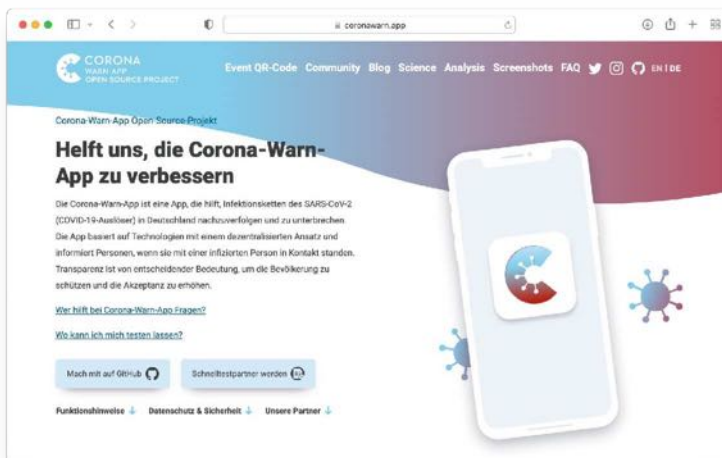 coronawarn.app
CORONA
WARN-APP
OPEN SOURCE PROJECT
Event QR-Code Community Blog Science Analysis Screenshots FAQ EN | DE
Corona-Warn-App Open Source Projekt
Helft uns, die Corona-Warn-
App zu verbessern
Die Corona-Warn-App ist eine App, die hilft, Infektionsketten des SARS-CoV-2
(COVID-19-Auslöser) in Deutschland nachzuverfolgen und zu unterbrechen.
Die App basiert auf Technologien mit einem dezentralisierten Ansatz und
informiert Personen, wenn sie mit einer infizierten Person in Kontakt standen.
Transparenz ist von entscheidender Bedeutung, um die Bevölkerung zu
schützen und die Akzeptanz zu erhöhen.
Wer hilft bei Corona-Warn-App Fragen?
Wo kann ich mich testen lassen?
Mach mit auf GitHub Schnelltestpartner werden
Funktionshinweise ↓ Datenschutz & Sicherheit ↓ Unsere Partner ↓